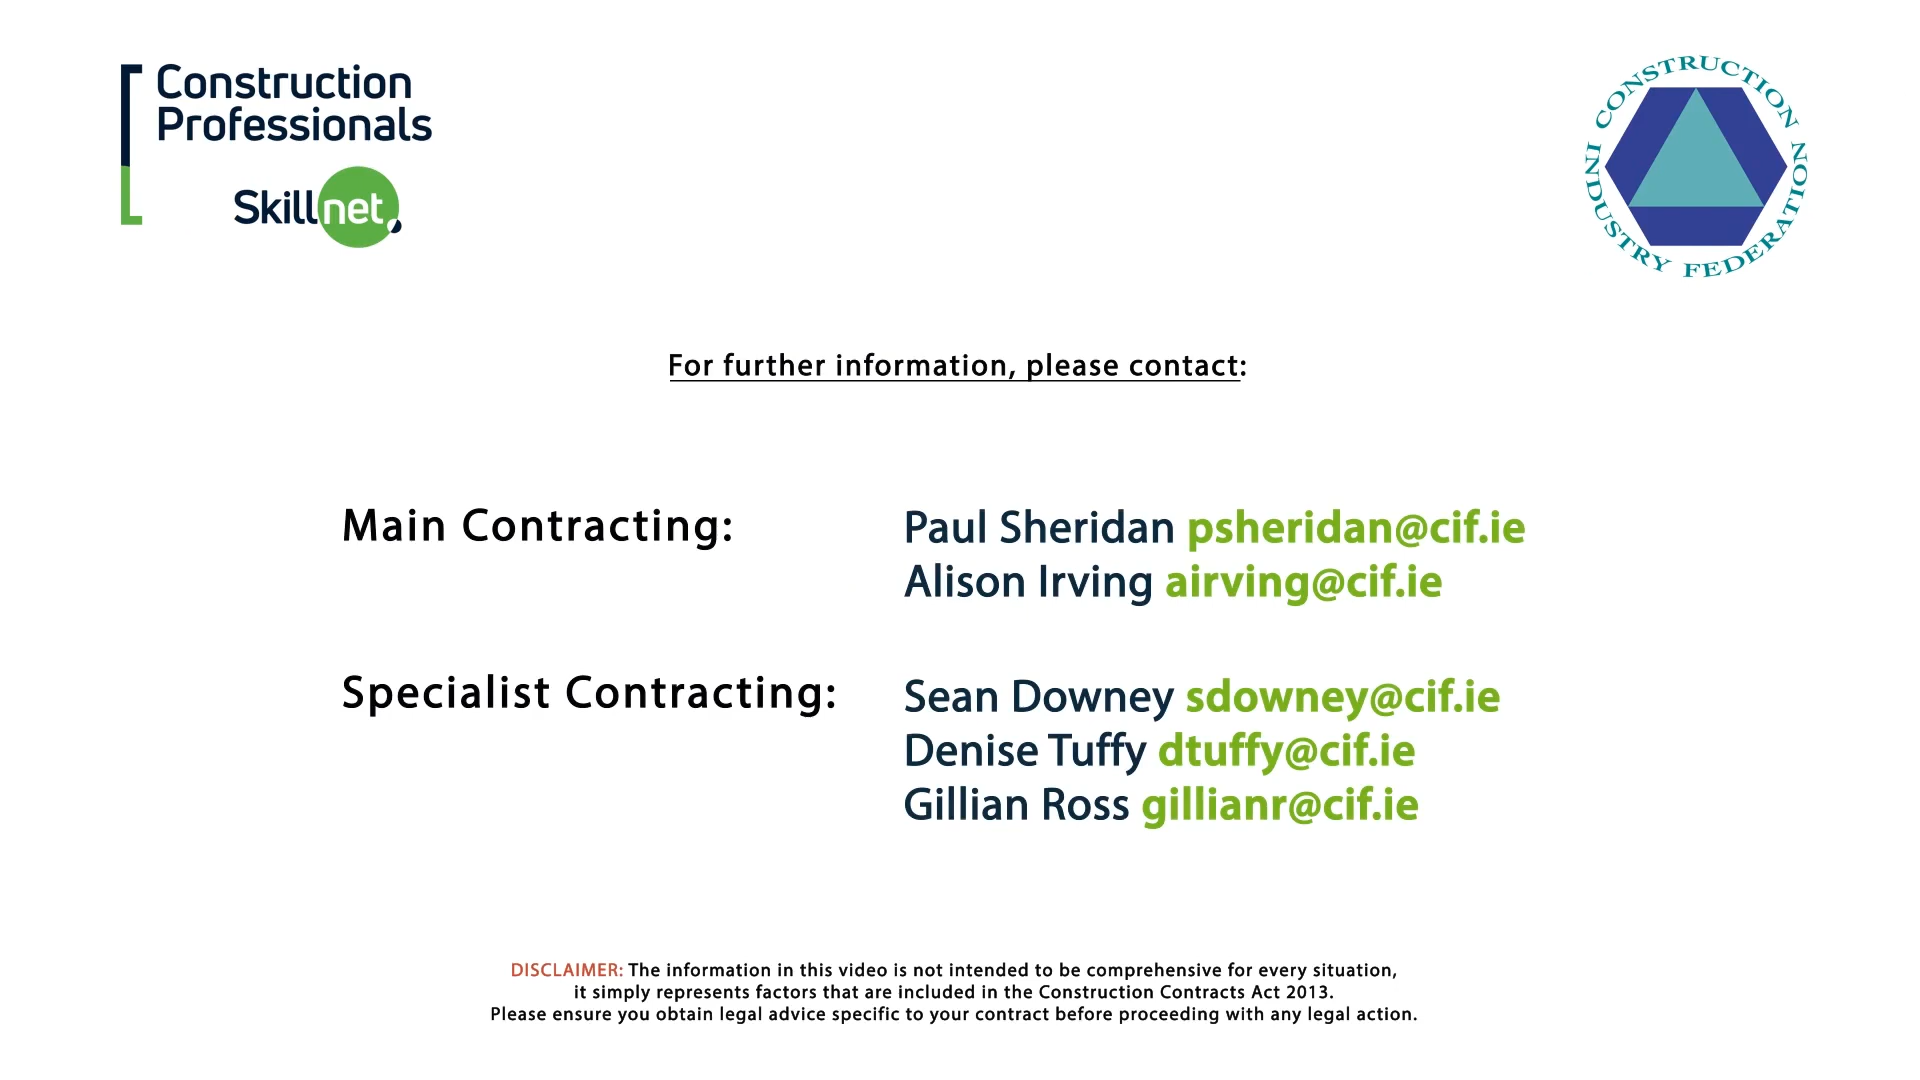 Construction
Professionals
Skillnet
CONSTRUCTION INDUSTRY FEDERATION
For further information, please contact:
Main Contracting:
Paul Sheridan psheridan@cif.ie
Alison Irving airving@cif.ie
Specialist Contracting:
Sean Downey sdowney@cif.ie
Denise Tuffy dtuffy@cif.ie
Gillian Ross gillianr@cif.ie
DISCLAIMER: The information in this video is not intended to be comprehensive for every situation,
it simply represents factors that are included in the Construction Contracts Act 2013.
Please ensure you obtain legal advice specific to your contract before proceeding with any legal action.